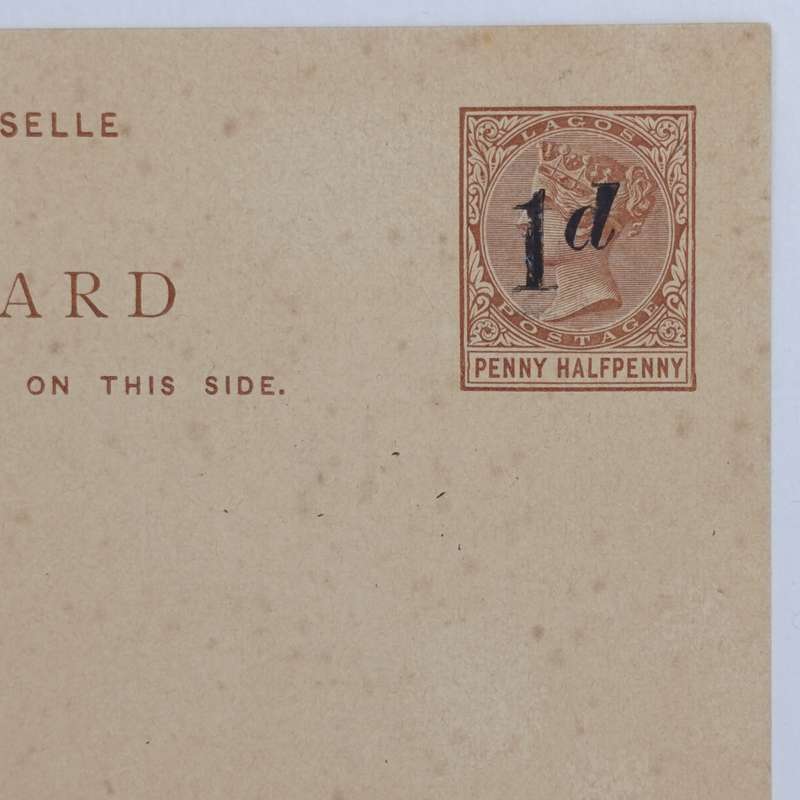 SELLE
LAGOS
1d
POSTAGE
PENNY HALFPENNY
ARD
ON THIS SIDE.